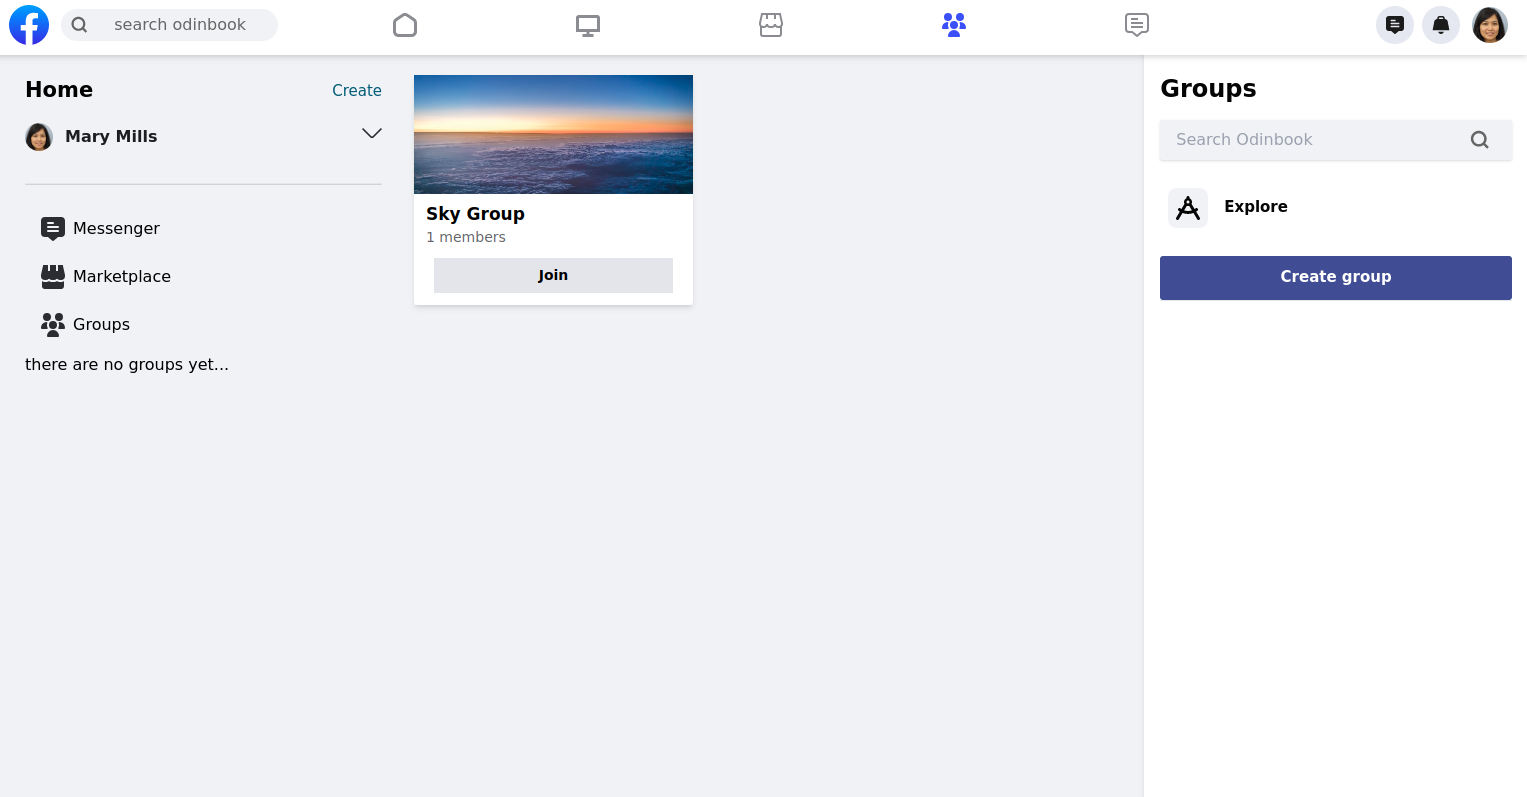 search odinbook
Home
Create
Mary Mills
Messenger
Marketplace
Groups
there are no groups yet...
Sky Group
1 members
Join
Groups
Search Odinbook
Explore
Create group